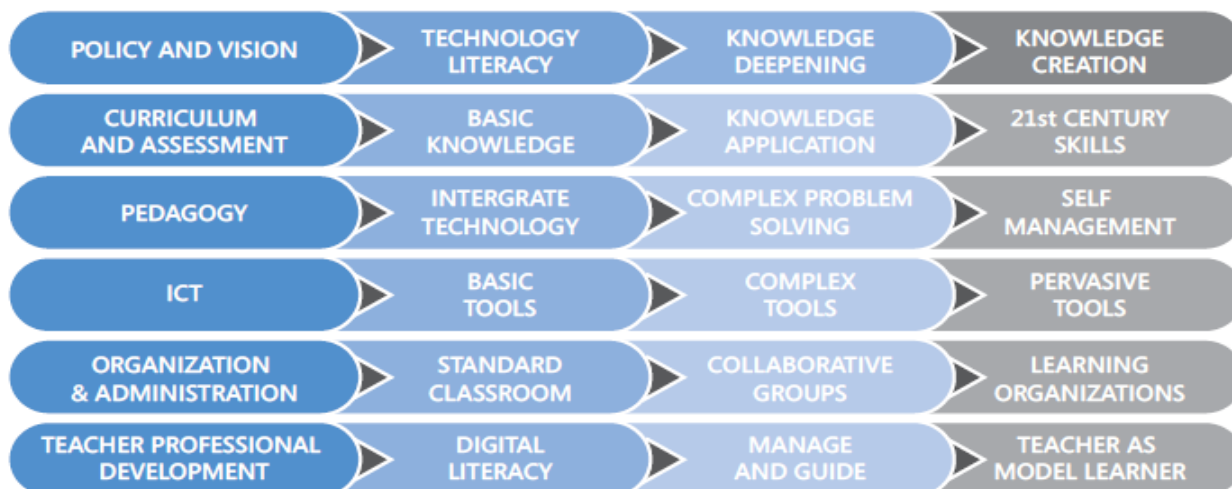 POLICY AND VISION
TECHNOLOGY
LITERACY
KNOWLEDGE
DEEPENING
KNOWLEDGE
CREATION
CURRICULUM
AND ASSESSMENT
BASIC
KNOWLEDGE
KNOWLEDGE
APPLICATION
21st CENTURY
SKILLS
PEDAGOGY
INTERGRATE
TECHNOLOGY
COMPLEX PROBLEM
SOLVING
SELF
MANAGEMENT
ICT
BASIC
TOOLS
COMPLEX
TOOLS
PERVASIVE
TOOLS
ORGANIZATION
& ADMINISTRATION
STANDARD
CLASSROOM
COLLABORATIVE
GROUPS
LEARNING
ORGANIZATIONS
TEACHER PROFESSIONAL
DEVELOPMENT
DIGITAL
LITERACY
MANAGE
AND GUIDE
TEACHER AS
MODEL LEARNER